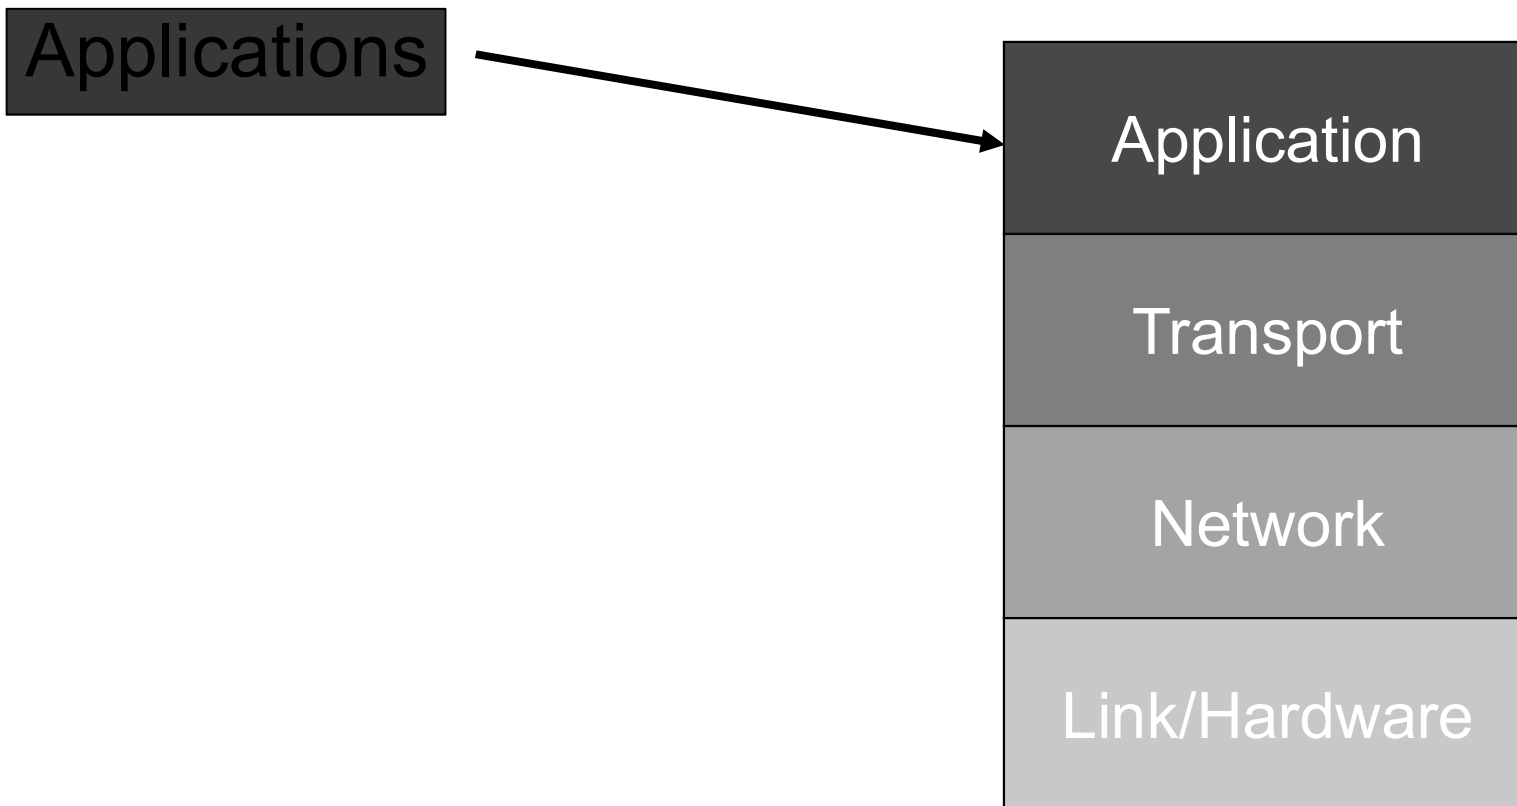 Applications
Application
Transport
Network
Link/Hardware